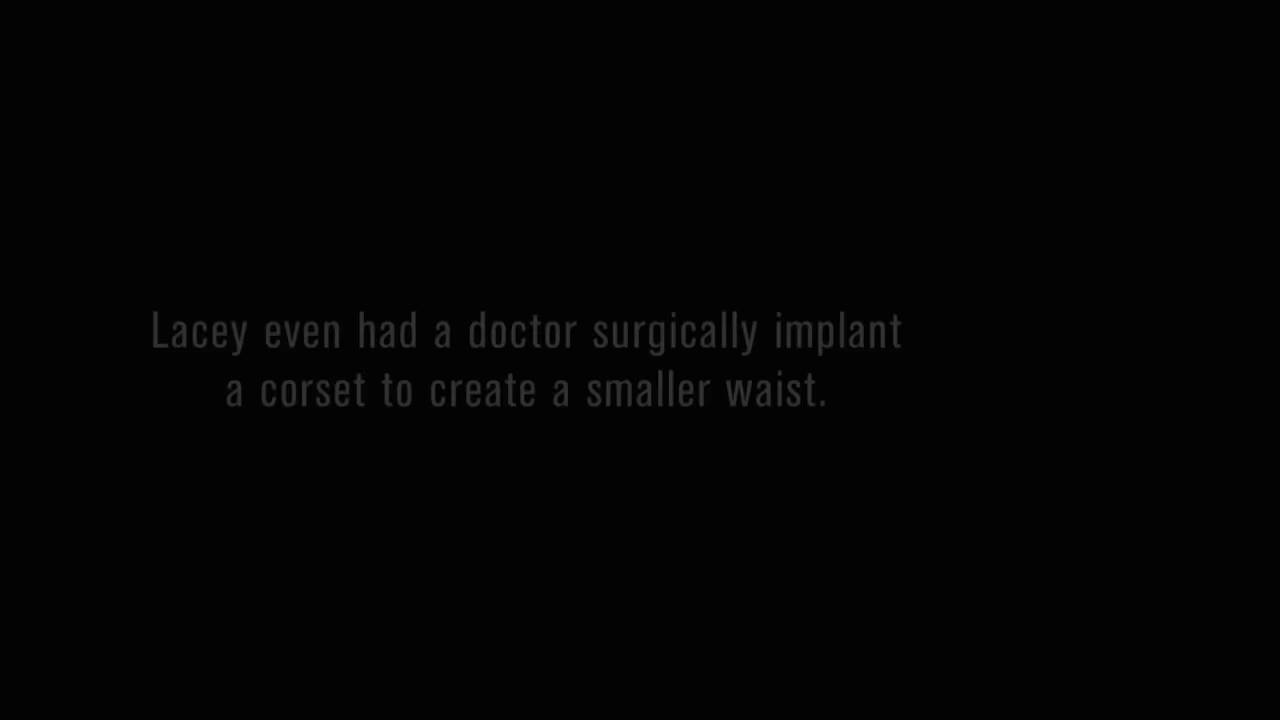 Lacey even had a doctor surgically implant
a corset to create a smaller waist.